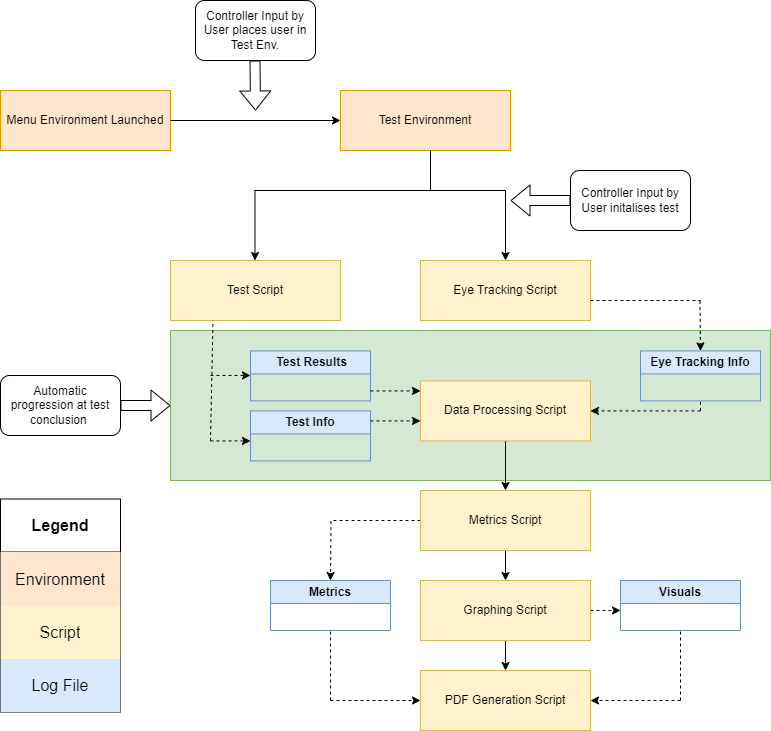 Controller Input by
User places user in
Test Env.
Menu Environment Launched
Test Environment
Controller Input by
User initalises test
Test Script
Eye Tracking Script
Test Results
Eye Tracking Info
Automatic
progression at test
conclusion
Data Processing Script
Test Info
Legend
Environment
Script
Log File
Metrics Script
Metrics
Graphing Script
Visuals
PDF Generation Script